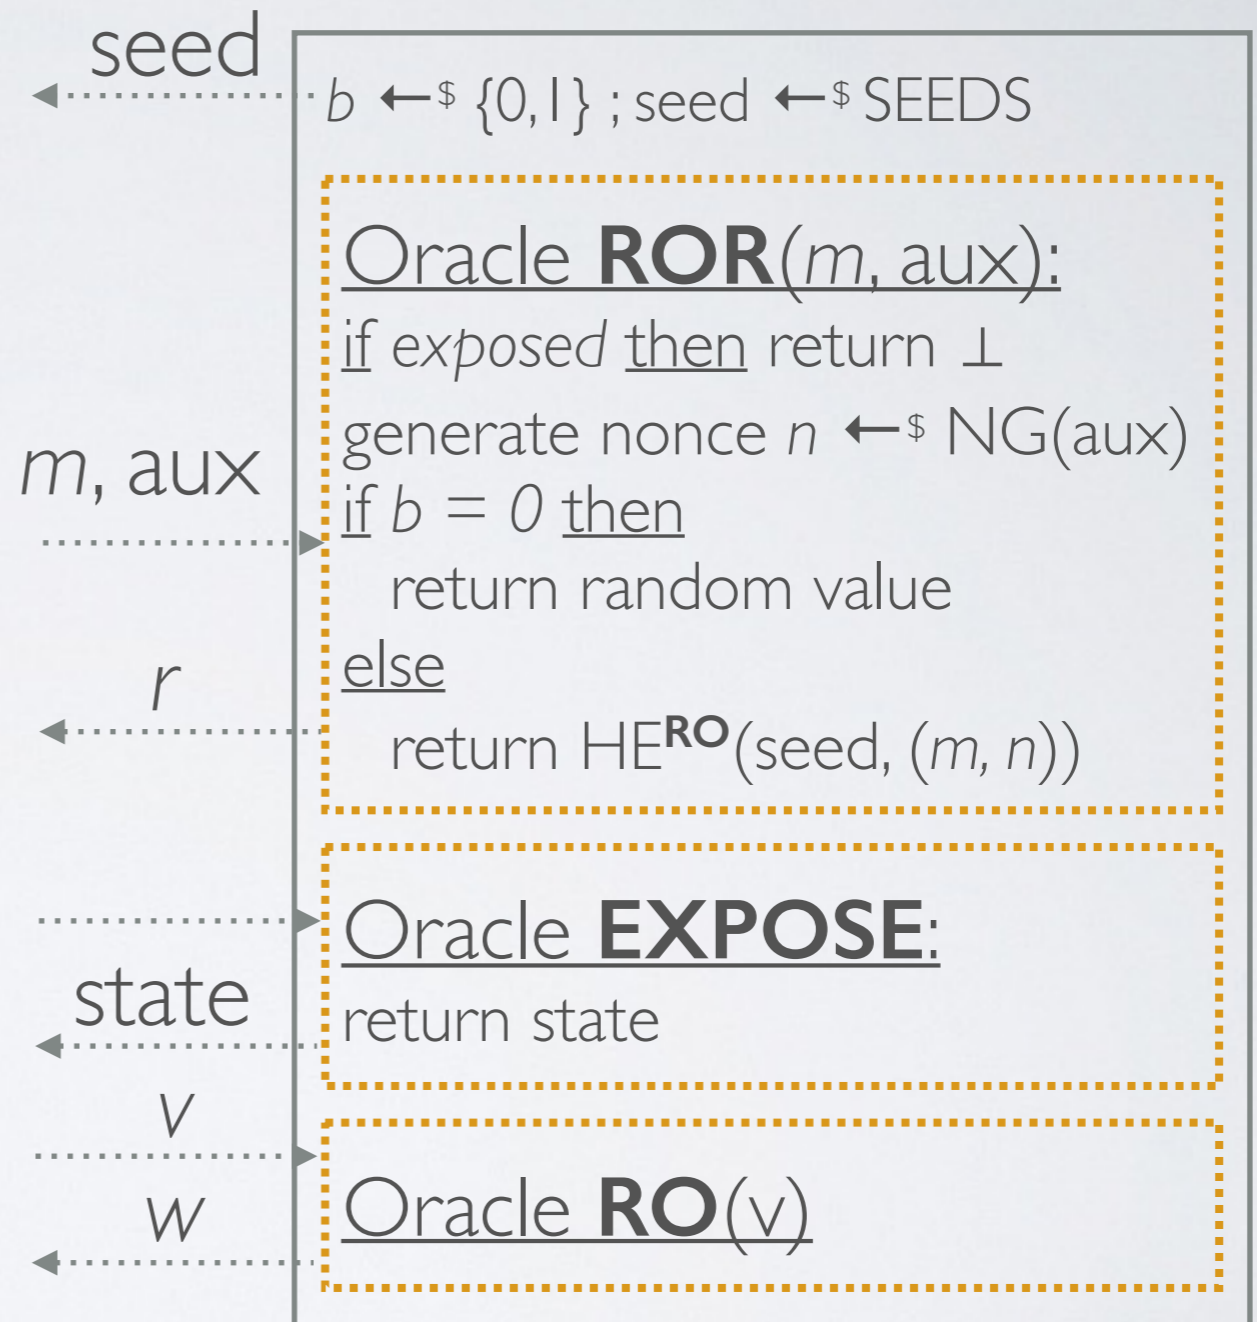 seed
b ←$ {0,1} ; seed ←$ SEEDS
Oracle ROR(m, aux):
if exposed then return ⊥
generate nonce n ←$ NG(aux)
m, aux
if b = 0 then
return random value
else
r
return HE^RO(seed, (m, n))
Oracle EXPOSE:
state
return state
v
Oracle RO(v)
w